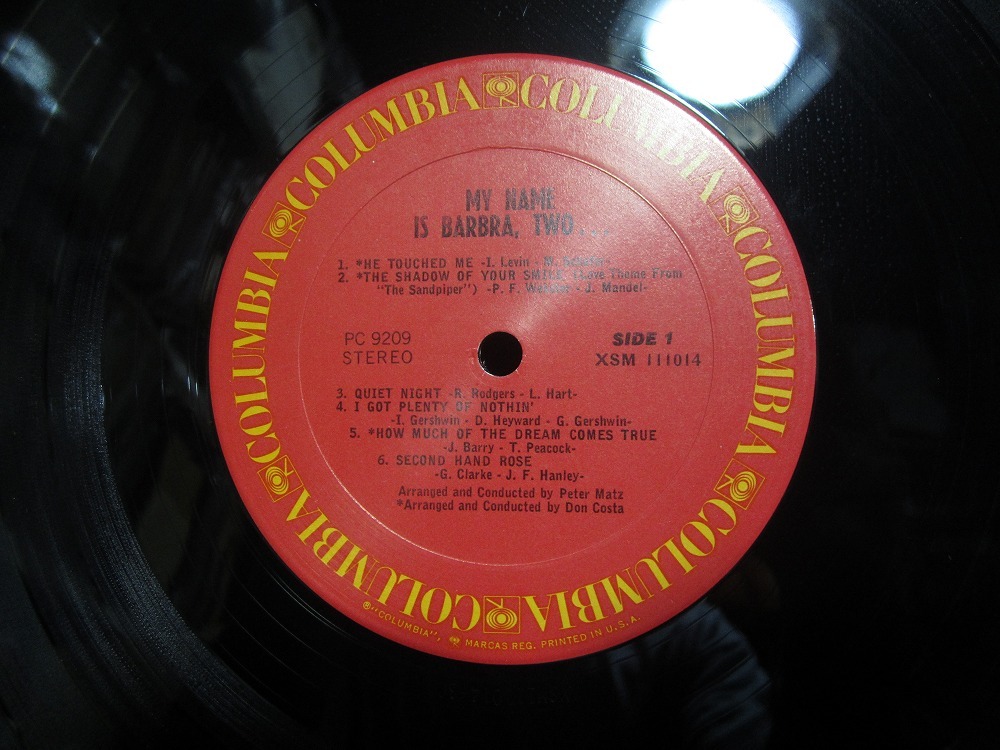 COLUMBIA COLUMBIA COLUMBIA COLUMBIA COLUMBIA COLUMBIA COLUMBIA
MY NAME
IS BARBRA, TWO...
1. *HE TOUCHED ME -I. Levin - M.
2. *THE SHADOW OF YOUR SMILE (Love Theme From
"The Sandpiper") -P. F. Webster - J. Mandel-
PC 9209
STEREO
SIDE 1
XSM 111014
3. QUIET NIGHT -R. Rodgers - L. Hart-
4. I GOT PLENTY OF NOTHIN'
-I. Gershwin - D. Heyward - G. Gershwin-
5. *HOW MUCH OF THE DREAM COMES TRUE
-J. Barry - T. Peacock-
6. SECOND HAND ROSE
-G. Clarke - J. F. Hanley-
Arranged and Conducted by Peter Matz
*Arranged and Conducted by Don Costa
®"COLUMBIA", MARCAS REG. PRINTED IN U.S.A.